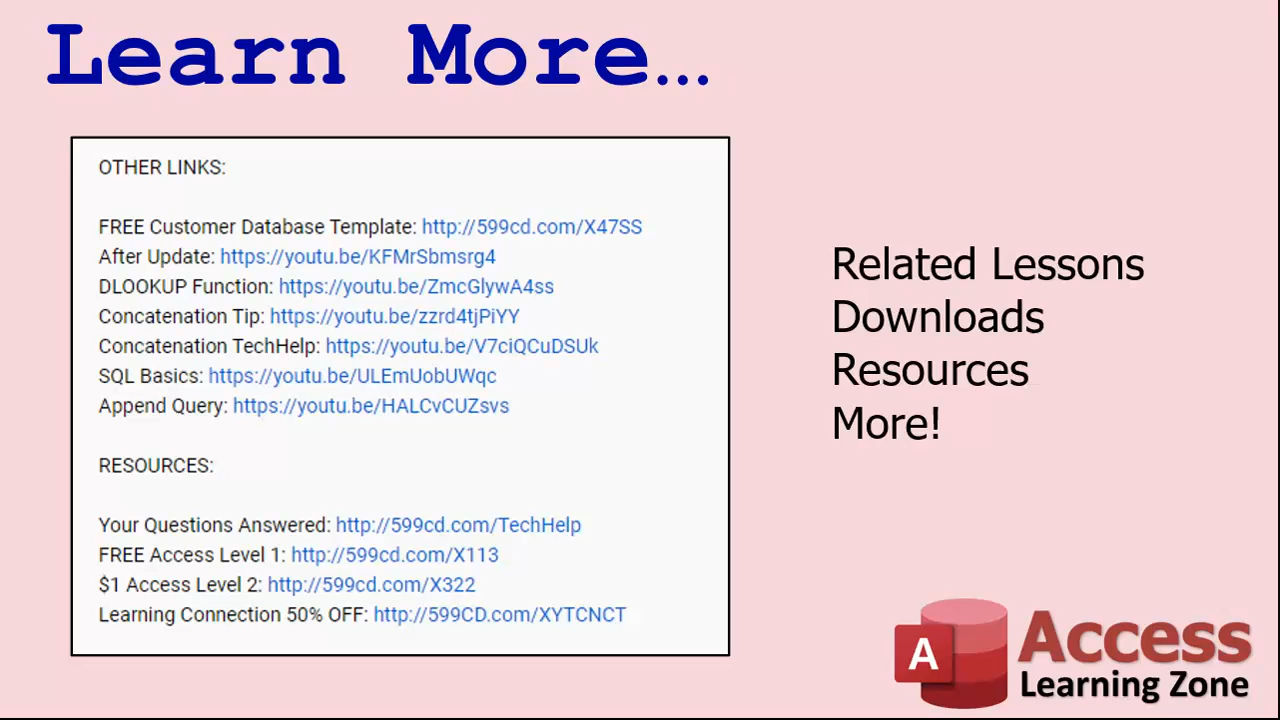 Learn More...
OTHER LINKS:
FREE Customer Database Template: http://599cd.com/X47SS
After Update: https://youtu.be/KFMrSbmsrg4
DLOOKUP Function: https://youtu.be/ZmcGlywA4ss
Concatenation Tip: https://youtu.be/zzrd4tjPiYY
Concatenation TechHelp: https://youtu.be/V7ciQCuDSUk
SQL Basics: https://youtu.be/ULEmUobUWqc
Append Query: https://youtu.be/HALCvCUZsvs
RESOURCES:
Your Questions Answered: http://599cd.com/TechHelp
FREE Access Level 1: http://599cd.com/X113
$1 Access Level 2: http://599cd.com/X322
Learning Connection 50% OFF: http://599CD.com/XYTCNCT
Related Lessons
Downloads
Resources
More!
A
Access
Learning Zone